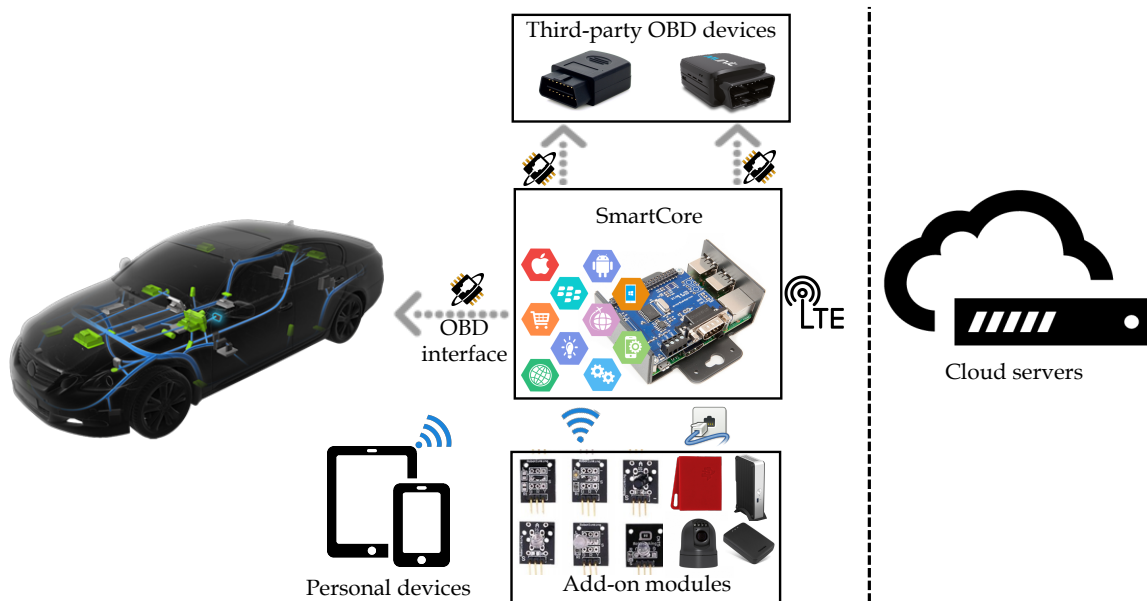 Third-party OBD devices
SmartCore
LTE
OBD
interface
Cloud servers
Personal devices
Add-on modules